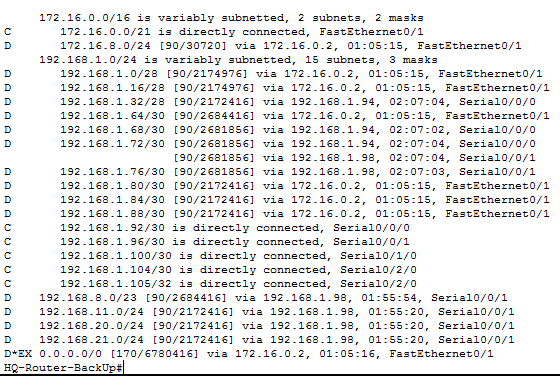 172.16.0.0/16 is variably subnetted, 2 subnets, 2 masks
C 172.16.0.0/21 is directly connected, FastEthernet0/1
D 172.16.8.0/24 [90/30720] via 172.16.0.2, 01:05:15, FastEthernet0/1
192.168.1.0/24 is variably subnetted, 15 subnets, 3 masks
D 192.168.1.0/28 [90/2174976] via 172.16.0.2, 01:05:15, FastEthernet0/1
D 192.168.1.16/28 [90/2174976] via 172.16.0.2, 01:05:15, FastEthernet0/1
D 192.168.1.32/28 [90/2172416] via 192.168.1.94, 02:07:04, Serial0/0/0
D 192.168.1.64/30 [90/2684416] via 172.16.0.2, 01:05:15, FastEthernet0/1
D 192.168.1.68/30 [90/2681856] via 192.168.1.94, 02:07:02, Serial0/0/0
D 192.168.1.72/30 [90/2681856] via 192.168.1.94, 02:07:04, Serial0/0/0
[90/2681856] via 192.168.1.98, 02:07:04, Serial0/0/1
D 192.168.1.76/30 [90/2681856] via 192.168.1.98, 02:07:03, Serial0/0/1
D 192.168.1.80/30 [90/2172416] via 172.16.0.2, 01:05:15, FastEthernet0/1
D 192.168.1.84/30 [90/2172416] via 172.16.0.2, 01:05:15, FastEthernet0/1
D 192.168.1.88/30 [90/2172416] via 172.16.0.2, 01:05:15, FastEthernet0/1
C 192.168.1.92/30 is directly connected, Serial0/0/0
C 192.168.1.96/30 is directly connected, Serial0/0/1
C 192.168.1.100/30 is directly connected, Serial0/1/0
C 192.168.1.104/30 is directly connected, Serial0/2/0
C 192.168.1.105/32 is directly connected, Serial0/2/0
D 192.168.8.0/23 [90/2684416] via 192.168.1.98, 01:55:54, Serial0/0/1
D 192.168.11.0/24 [90/2172416] via 192.168.1.98, 01:55:20, Serial0/0/1
D 192.168.20.0/24 [90/2172416] via 192.168.1.98, 01:55:20, Serial0/0/1
D 192.168.21.0/24 [90/2172416] via 192.168.1.98, 01:55:20, Serial0/0/1
D*EX 0.0.0.0/0 [170/6780416] via 172.16.0.2, 01:05:16, FastEthernet0/1
HQ-Router-BackUp#